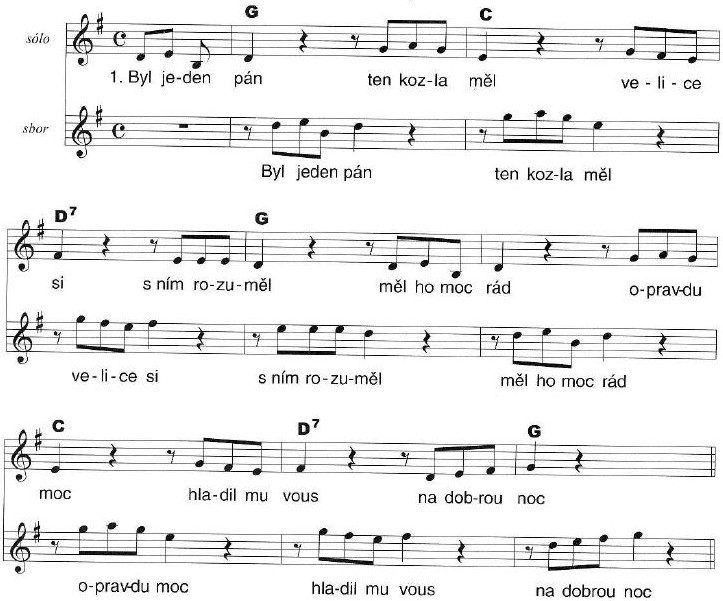 G C
sólo
1. Byl je-den pán ten koz-la měl ve - li - ce
sbor
Byl jeden pán ten koz-la měl
D7 G
si s ním ro-zu-měl měl ho moc rád o-prav-du
ve-li-ce si s ním ro-zu-měl měl ho moc rád
C D7 G
moc hla-dil mu vous na dob-rou noc
o-prav-du moc hla-dil mu vous na dobrou noc